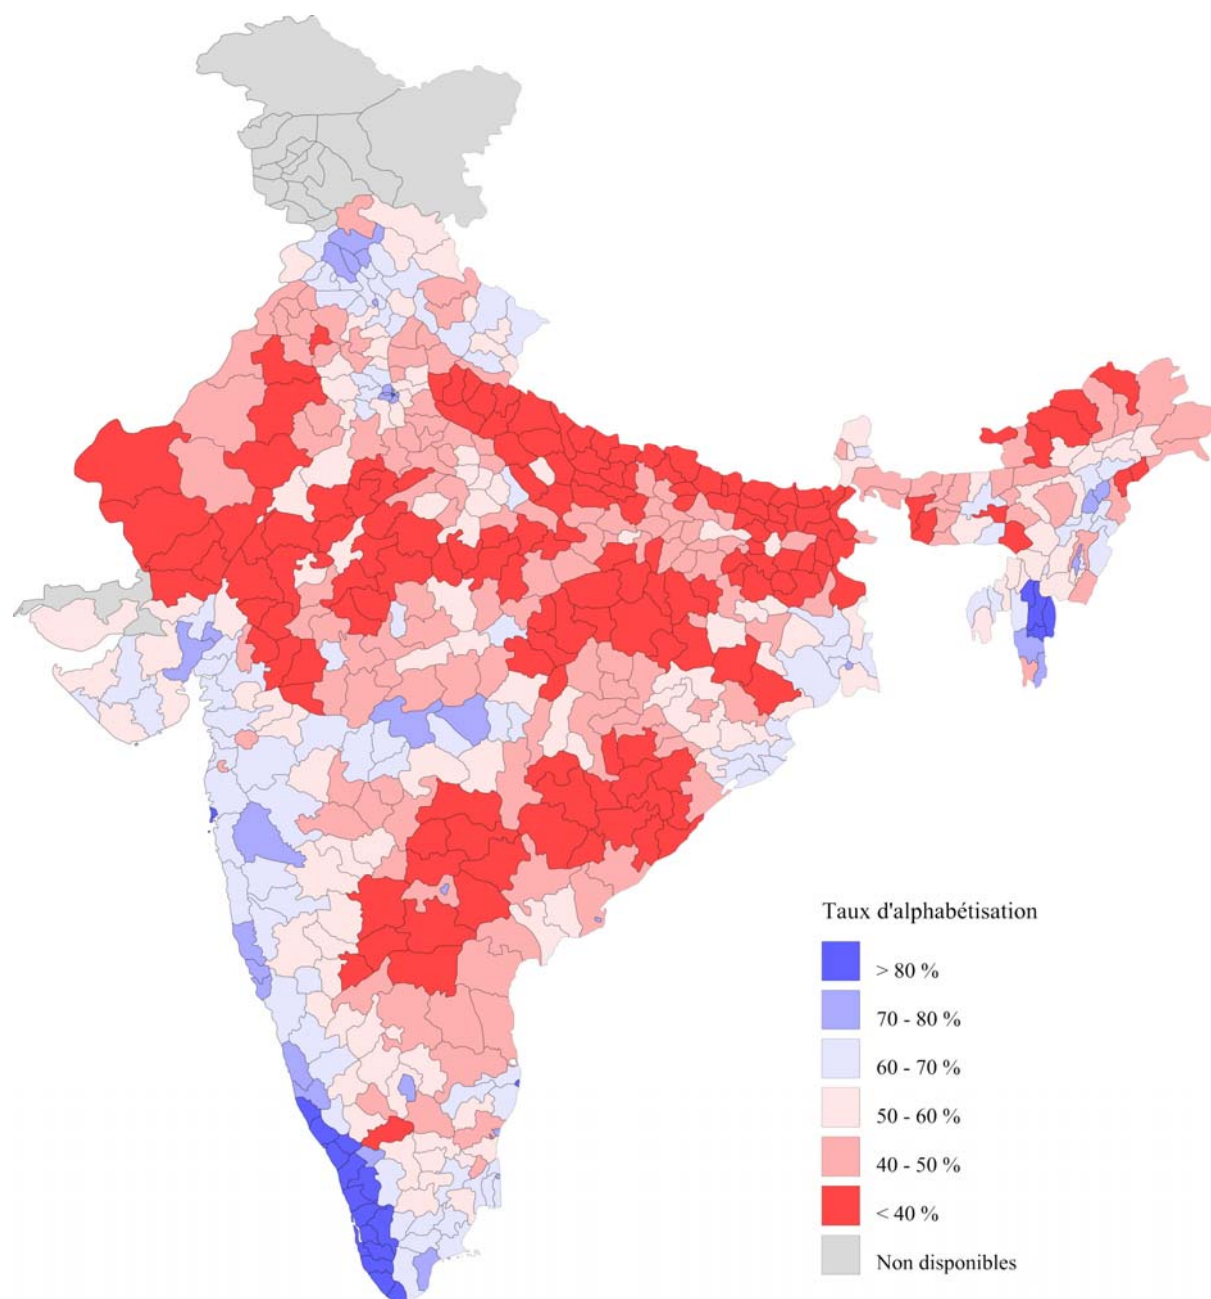 Taux d'alphabétisation
> 80 %
70 - 80 %
60 - 70 %
50 - 60 %
40 - 50 %
< 40 %
Non disponibles